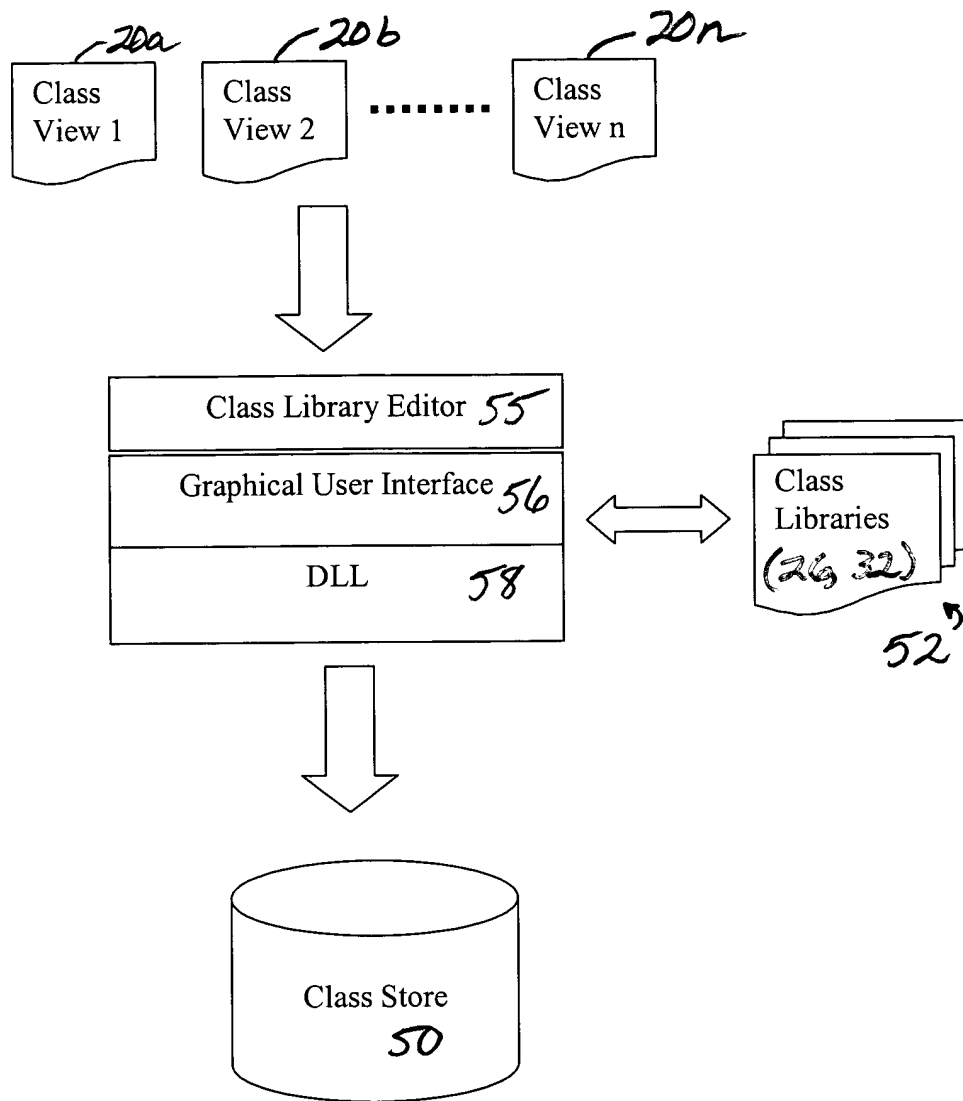 20a
20b
20n
Class
View 1
Class
View 2
Class
View n
Class Library Editor 55
Graphical User Interface 56
DLL 58
Class
Libraries
(26, 32)
52
Class Store
50